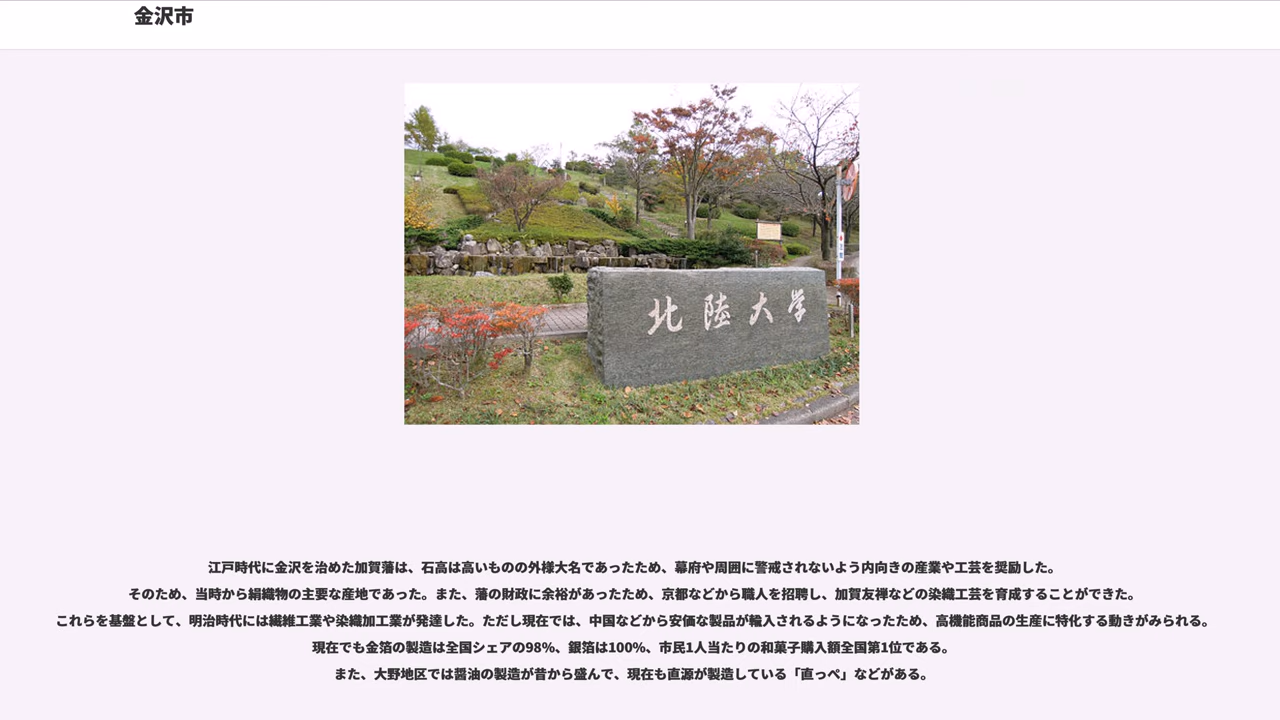 金沢市
北陸大学
江戸時代に金沢を治めた加賀藩は、石高は高いものの外様大名であったため、幕府や周囲に警戒されないよう内向きの産業や工芸を奨励した。
そのため、当時から絹織物の主要な産地であった。また、藩の財政に余裕があったため、京都などから職人を招聘し、加賀友禅などの染織工芸を育成することができた。
これらを基盤として、明治時代には繊維工業や染織加工業が発達した。ただし現在では、中国などから安価な製品が輸入されるようになったため、高機能商品の生産に特化する動きがみられる。
現在でも金箔の製造は全国シェアの98%、銀箔は100%、市民1人当たりの和菓子購入額全国第1位である。
また、大野地区では醤油の製造が昔から盛んで、現在も直源が製造している「直っぺ」などがある。